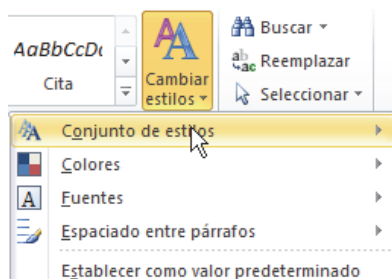 AaBbCcDc
Cita
Cambiar
estilos
Buscar
Reemplazar
Seleccionar
Conjunto de estilos
Colores
Fuentes
Espaciado entre párrafos
Establecer como valor predeterminado